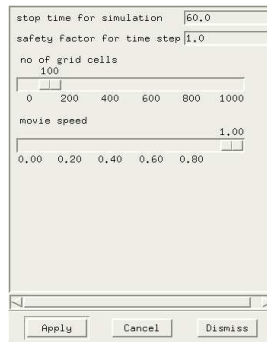 stop time for simulation 60.0
safety factor for time step 1.0
no of grid cells
100
0 200 400 600 800 1000
movie speed
1.00
0.00 0.20 0.40 0.60 0.80
Apply Cancel Dismiss